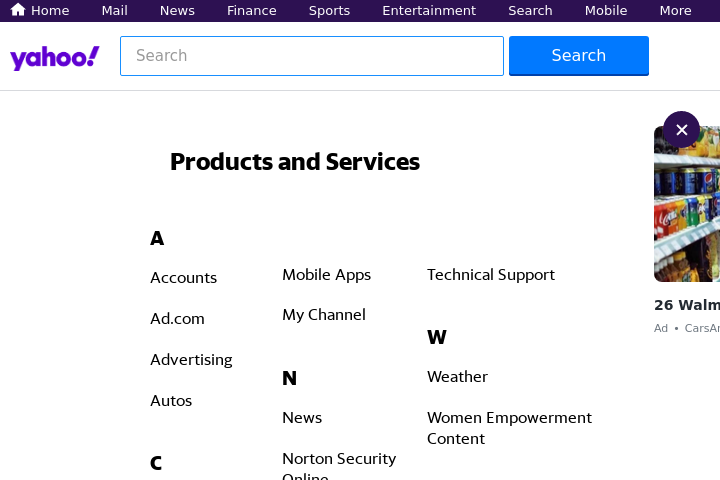 Home Mail News Finance Sports Entertainment Search Mobile More
yahoo!
Search
Search
Products and Services
A
Accounts
Ad.com
Advertising
Autos
C
Mobile Apps
My Channel
N
News
Norton Security
Online
Technical Support
W
Weather
Women Empowerment
Content
26 Walm
Ad • CarsAr